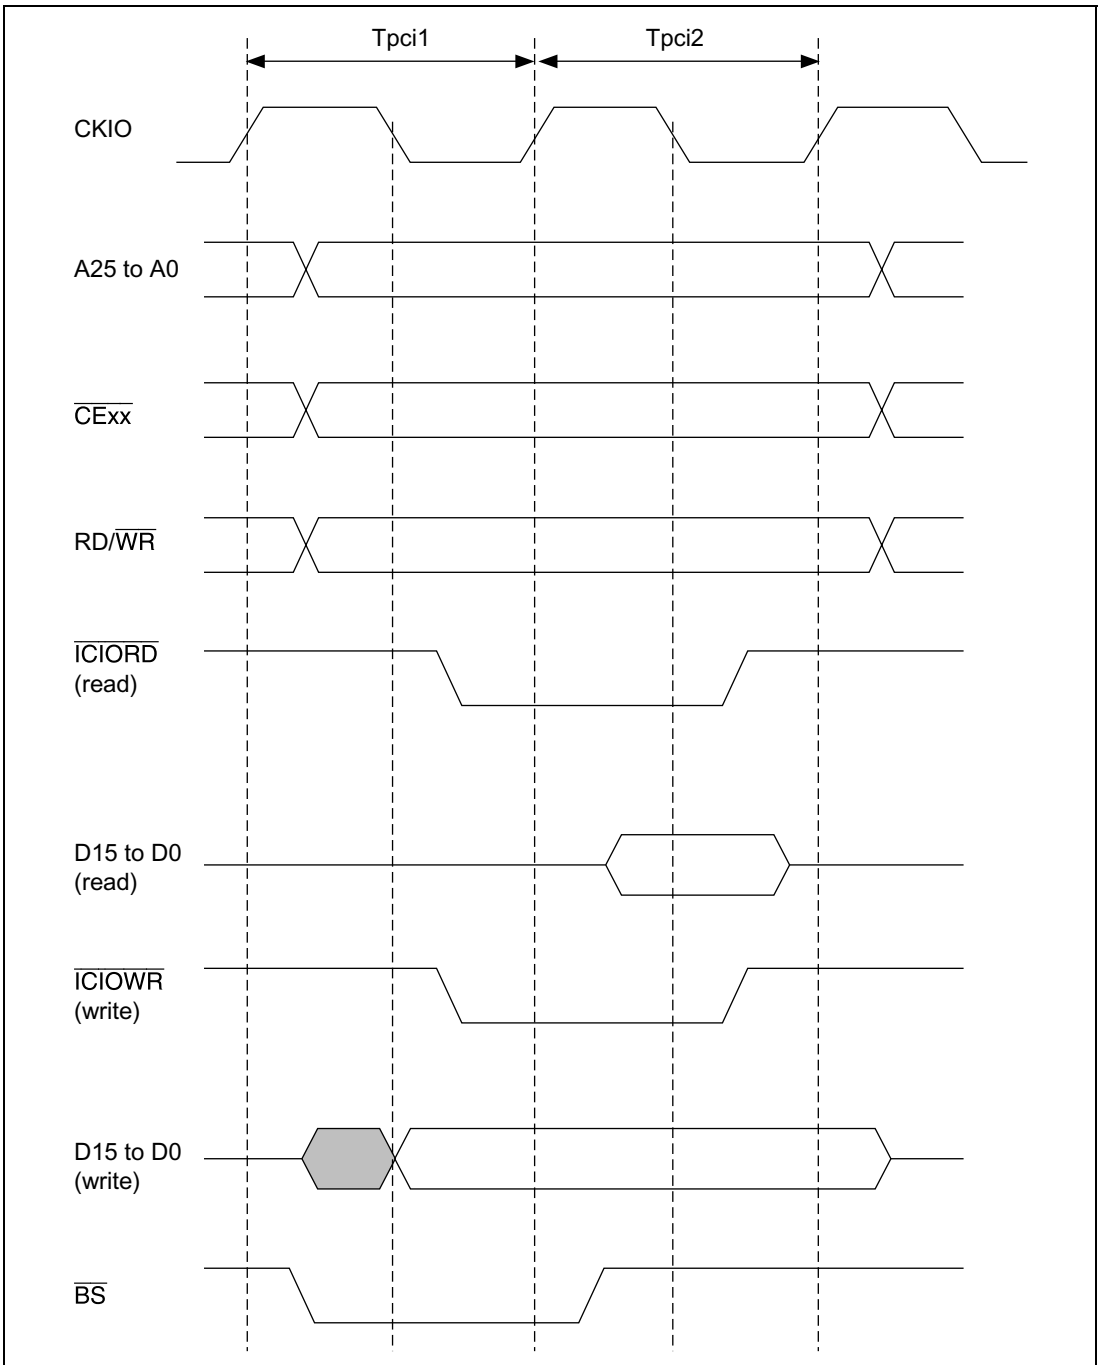 Tpci1 Tpci2
CKIO
A25 to A0
CExx
RD/WR
ICIORD
(read)
D15 to D0
(read)
ICIOWR
(write)
D15 to D0
(write)
BS